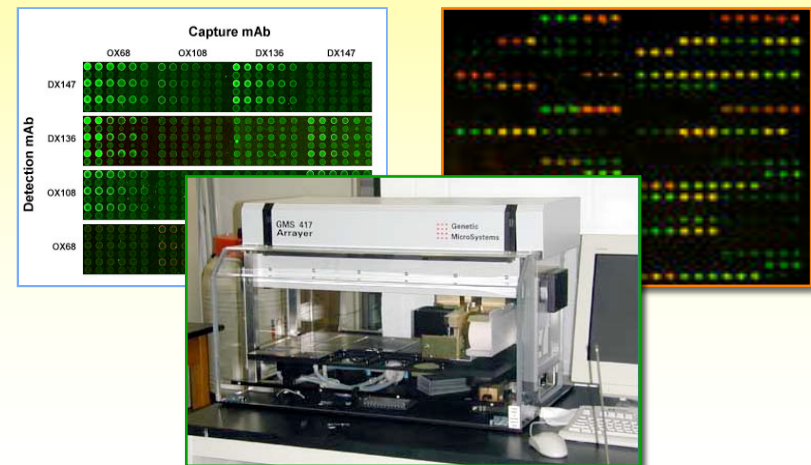 Capture mAb
OX68 OX108 DX136 DX147
Detection mAb
DX147
DX136
OX108
OX68
GMS 417
Arrayer
Genetic
MicroSystems